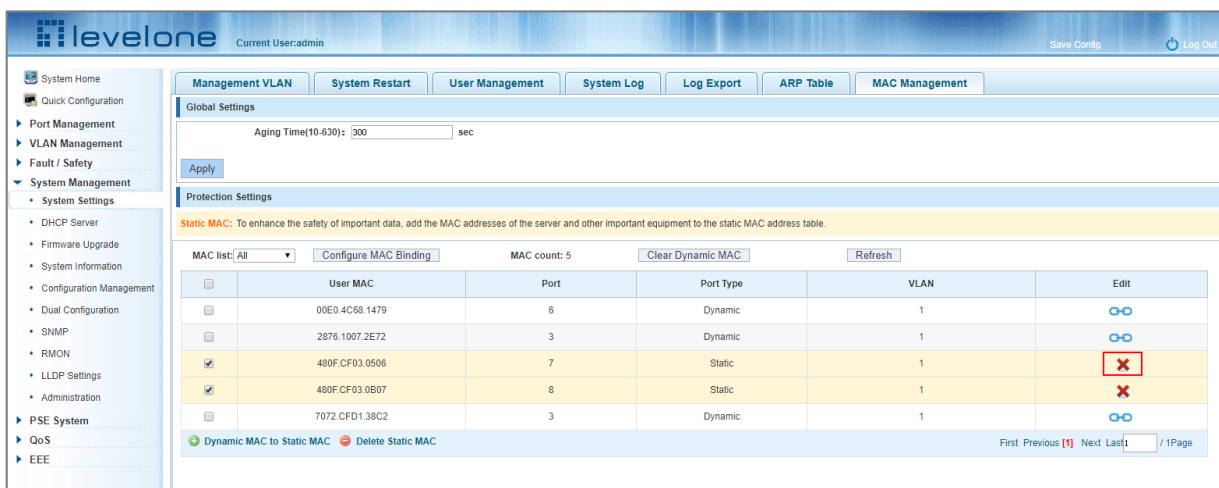 levelone Current User:admin Save Config Log Out
System Home
Quick Configuration
Port Management
VLAN Management
Fault / Safety
System Management
System Settings
DHCP Server
Firmware Upgrade
System Information
Configuration Management
Dual Configuration
SNMP
RMON
LLDP Settings
Administration
PSE System
QoS
EEE
Management VLAN System Restart User Management System Log Log Export ARP Table MAC Management
Global Settings
Aging Time(10-630): 300 sec
Apply
Protection Settings
Static MAC: To enhance the safety of important data, add the MAC addresses of the server and other important equipment to the static MAC address table.
MAC list: All Configure MAC Binding MAC count: 5 Clear Dynamic MAC Refresh
User MAC Port Port Type VLAN Edit
00E0.4C68.1479 6 Dynamic 1
2876.1007.2E72 3 Dynamic 1
480F.CF03.0506 7 Static 1
480F.CF03.0B07 8 Static 1
7072.CFD1.38C2 3 Dynamic 1
Dynamic MAC to Static MAC Delete Static MAC First Previous [1] Next Last 1 / 1Page